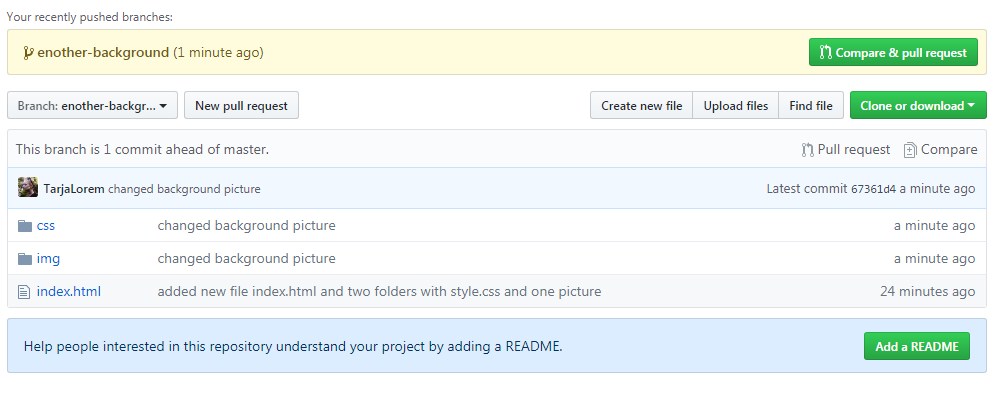 Your recently pushed branches:
enother-background (1 minute ago)
Compare & pull request
Branch: enother-backgr...
New pull request
Create new file
Upload files
Find file
Clone or download
This branch is 1 commit ahead of master.
Pull request
Compare
TarjaLorem changed background picture
Latest commit 67361d4 a minute ago
css
changed background picture
a minute ago
img
changed background picture
a minute ago
index.html
added new file index.html and two folders with style.css and one picture
24 minutes ago
Help people interested in this repository understand your project by adding a README.
Add a README